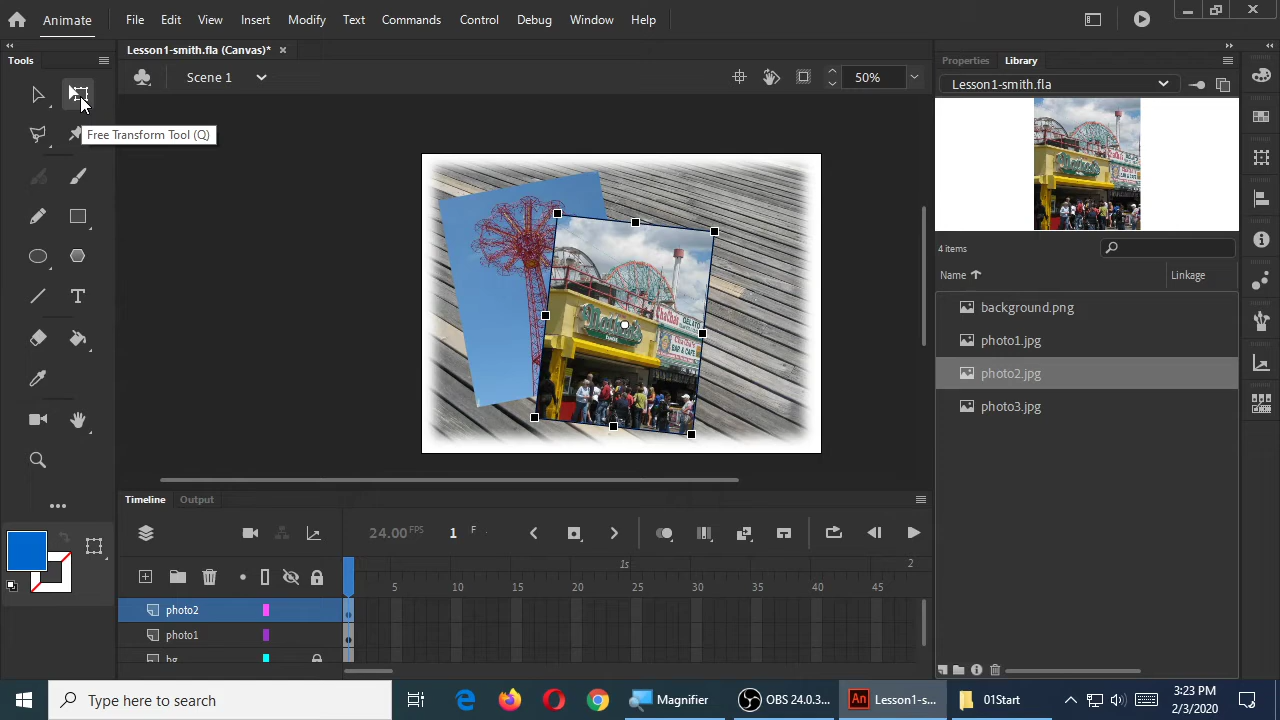 Animate
File Edit View Insert Modify Text Commands Control Debug Window Help
Lesson1-smith.fla (Canvas)*
Tools
Properties Library
Scene 1
50%
Lesson1-smith.fla
Free Transform Tool (Q)
4 items
Name Linkage
background.png
photo1.jpg
photo2.jpg
photo3.jpg
Timeline Output
24.00 FPS 1 F
1s 2
5 10 15 20 25 30 35 40 45
photo2
photo1
bg
Type here to search
Magnifier
OBS 24.0.3...
An Lesson1-s...
01Start
3:23 PM
2/3/2020